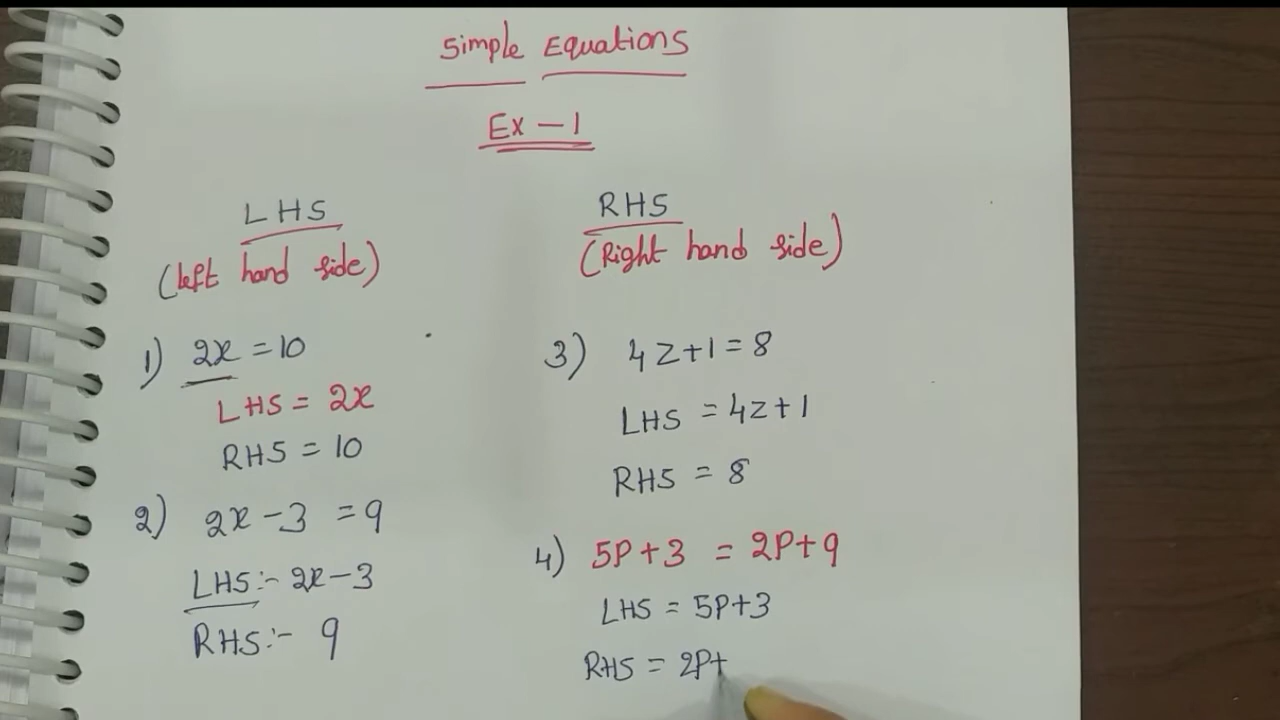 Simple Equations
Ex - 1
LHS
(left hand side)
1) 2x = 10
LHS = 2x
RHS = 10
2) 2x - 3 = 9
LHS:- 2x - 3
RHS:- 9
RHS
(Right hand side)
3) 4z+1 = 8
LHS = 4z+1
RHS = 8
4) 5P+3 = 2P+9
LHS = 5P+3
RHS = 2P+